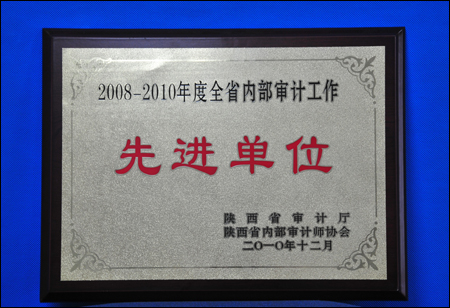 2008-2010年度全省内部审计工作
先进单位
陕西省审计厅
陕西省内部审计师协会
二〇一〇年十二月